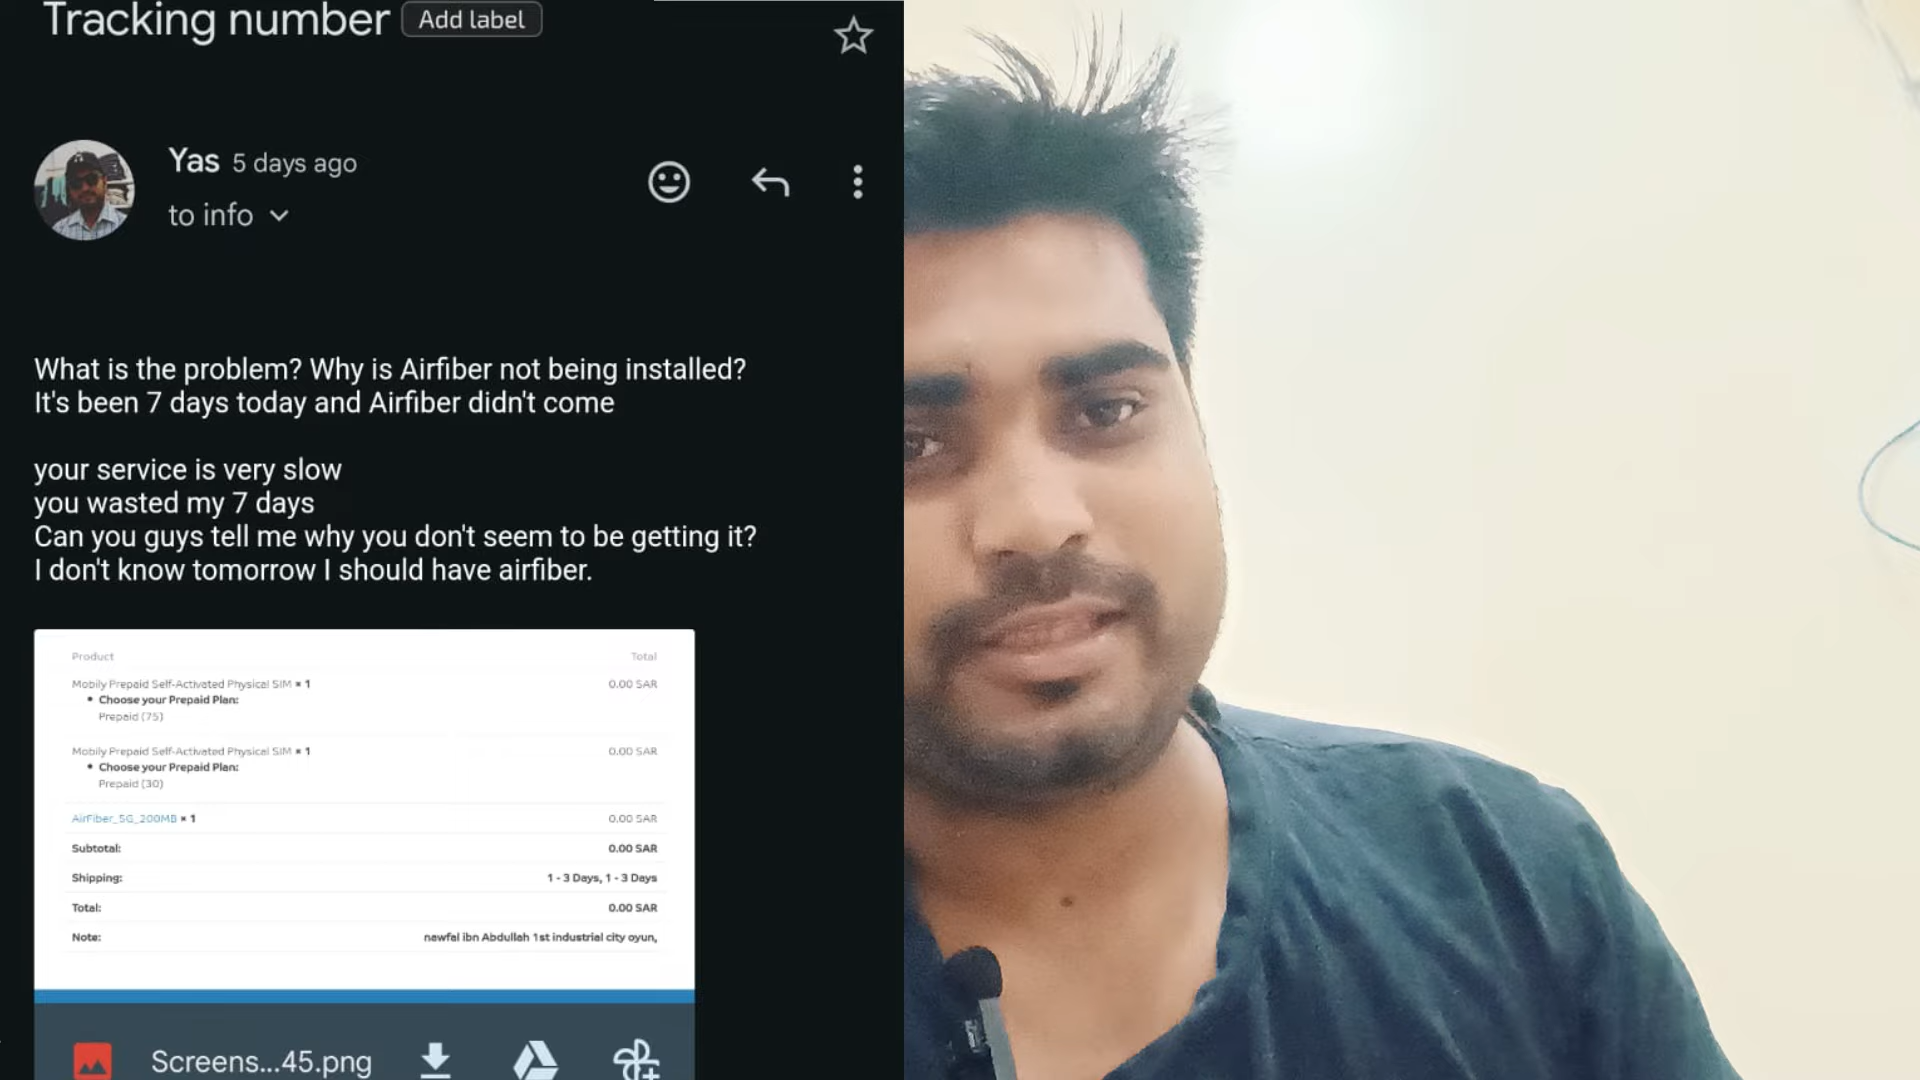 Tracking number Add label
Yas 5 days ago
to info
What is the problem? Why is Airfiber not being installed?
It's been 7 days today and Airfiber didn't come
your service is very slow
you wasted my 7 days
Can you guys tell me why you don't seem to be getting it?
I don't know tomorrow I should have airfiber.
Product Total
Mobily Prepaid Self-Activated Physical SIM × 1 0.00 SAR
• Choose your Prepaid Plan:
Prepaid (75)
Mobily Prepaid Self-Activated Physical SIM × 1 0.00 SAR
• Choose your Prepaid Plan:
Prepaid (30)
AirFiber_5G_200MB × 1 0.00 SAR
Subtotal: 0.00 SAR
Shipping: 1 - 3 Days, 1 - 3 Days
Total: 0.00 SAR
Note: nawfal ibn Abdullah 1st industrial city oyun,
Screens...45.png